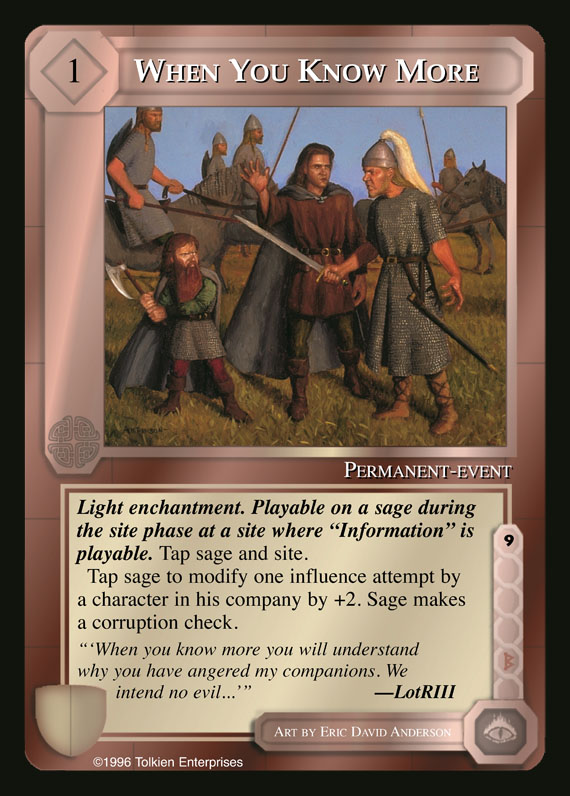 1
When You Know More
Permanent-event
Light enchantment. Playable on a sage during
the site phase at a site where “Information” is
playable. Tap sage and site.
Tap sage to modify one influence attempt by
a character in his company by +2. Sage makes
a corruption check.
“‘When you know more you will understand
why you have angered my companions. We
intend no evil...’” —LotRIII
9
Art by Eric David Anderson
©1996 Tolkien Enterprises